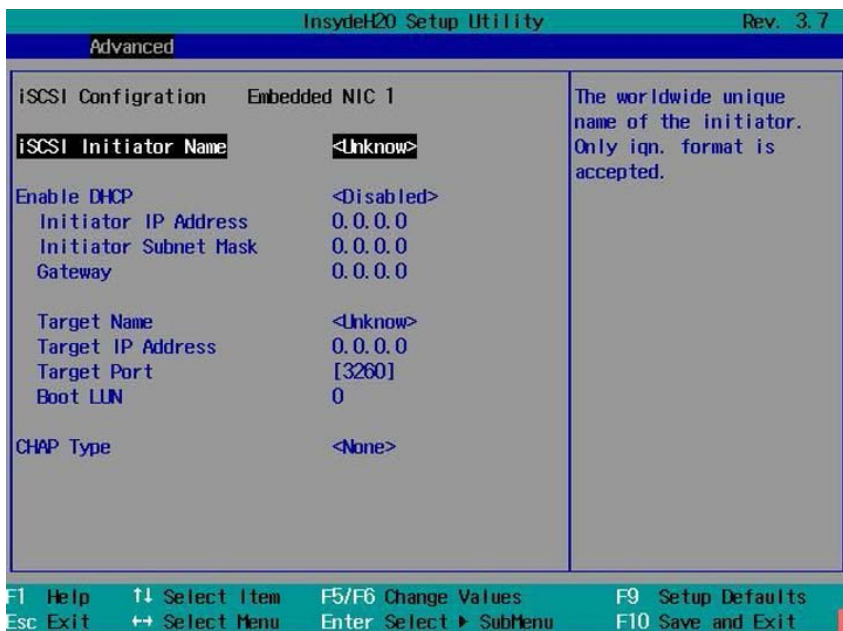 InsydeH2O Setup Utility Rev. 3.7
Advanced
iSCSI Configration Embedded NIC 1
iSCSI Initiator Name <Unknow>
Enable DHCP <Disabled>
Initiator IP Address 0.0.0.0
Initiator Subnet Mask 0.0.0.0
Gateway 0.0.0.0
Target Name <Unknow>
Target IP Address 0.0.0.0
Target Port [3260]
Boot LUN 0
CHAP Type <None>
The worldwide unique
name of the initiator.
Only iqn. format is
accepted.
F1 Help ↑↓ Select Item F5/F6 Change Values F9 Setup Defaults
Esc Exit ↔ Select Menu Enter Select ▶ SubMenu F10 Save and Exit